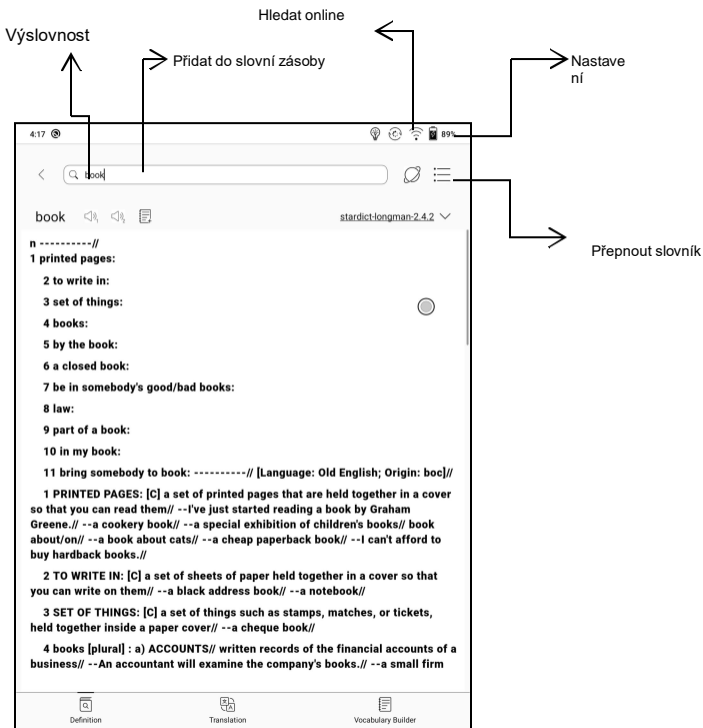 Hledat online
Výslovnost
Přidat do slovní zásoby
Nastave
ní
4:17
89%
book
book
stardict-longman-2.4.2
Přepnout slovník
n ----------//
1 printed pages:
2 to write in:
3 set of things:
4 books:
5 by the book:
6 a closed book:
7 be in somebody's good/bad books:
8 law:
9 part of a book:
10 in my book:
11 bring somebody to book: ----------// [Language: Old English; Origin: boc]//
1 PRINTED PAGES: [C] a set of printed pages that are held together in a cover
so that you can read them// --I've just started reading a book by Graham
Greene.// --a cookery book// --a special exhibition of children's books// book
about/on// --a book about cats// --a cheap paperback book// --I can't afford to
buy hardback books.//
2 TO WRITE IN: [C] a set of sheets of paper held together in a cover so that
you can write on them// --a black address book// --a notebook//
3 SET OF THINGS: [C] a set of things such as stamps, matches, or tickets,
held together inside a paper cover// --a cheque book//
4 books [plural] : a) ACCOUNTS// written records of the financial accounts of a
business// --An accountant will examine the company's books.// --a small firm
Definition
Translation
Vocabulary Builder